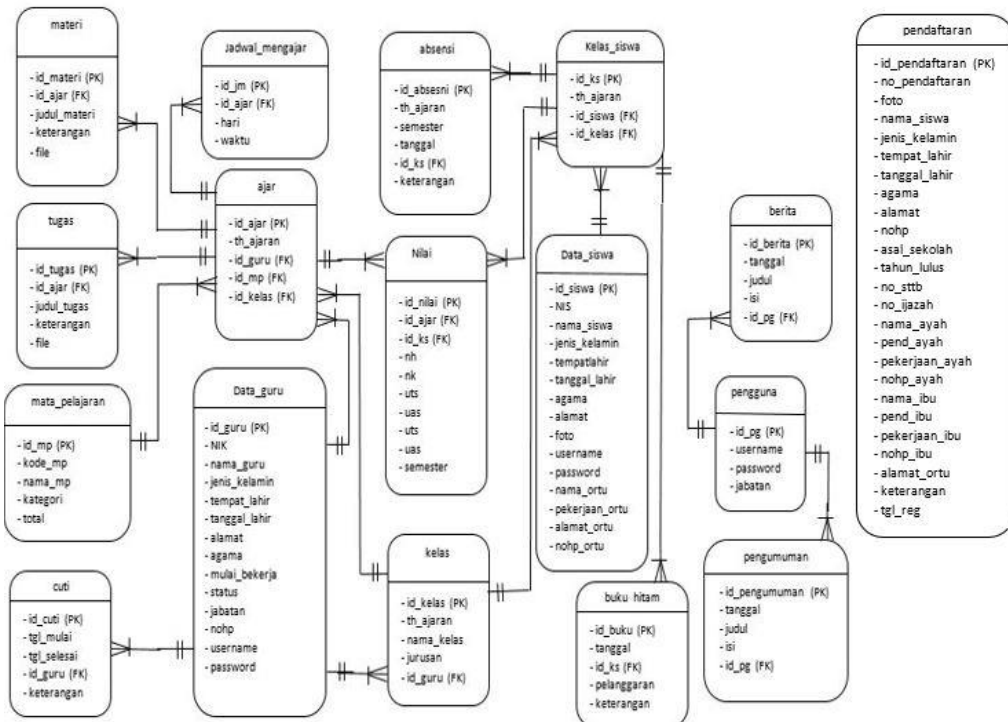 materi
- id_materi (PK)
- id_ajar (FK)
- judul_materi
- keterangan
- file
Jadwal_mengajar
- id_jm (PK)
- id_ajar (FK)
- hari
- waktu
absensi
- id_absesni (PK)
- th_ajaran
- semester
- tanggal
- id_ks (FK)
- keterangan
Kelas_siswa
- id_ks (PK)
- th_ajaran
- id_siswa (FK)
- id_kelas (FK)
pendaftaran
- id_pendaftaran (PK)
- no_pendaftaran
- foto
- nama_siswa
- jenis_kelamin
- tempat_lahir
- tanggal_lahir
- agama
- alamat
- nohp
- asal_sekolah
- tahun_lulus
- no_sttb
- no_ijazah
- nama_ayah
- pend_ayah
- pekerjaan_ayah
- nohp_ayah
- nama_ibu
- pend_ibu
- pekerjaan_ibu
- nohp_ibu
- alamat_ortu
- keterangan
- tgl_reg
tugas
- id_tugas (PK)
- id_ajar (FK)
- judul_tugas
- keterangan
- file
ajar
- id_ajar (PK)
- th_ajaran
- id_guru (FK)
- id_mp (FK)
- id_kelas (FK)
Nilai
- id_nilai (PK)
- id_ajar (FK)
- id_ks (FK)
- nh
- nk
- uts
- uas
- uts
- uas
- semester
Data_siswa
- id_siswa (PK)
- NIS
- nama_siswa
- jenis_kelamin
- tempatlahir
- tanggal_lahir
- agama
- alamat
- foto
- username
- password
- nama_ortu
- pekerjaan_ortu
- alamat_ortu
- nohp_ortu
berita
- id_berita (PK)
- tanggal
- judul
- isi
- id_pg (FK)
mata_pelajaran
- id_mp (PK)
- kode_mp
- nama_mp
- kategori
- total
Data_guru
- id_guru (PK)
- NIK
- nama_guru
- jenis_kelamin
- tempat_lahir
- tanggal_lahir
- alamat
- agama
- mulai_bekerja
- status
- jabatan
- nohp
- username
- password
pengguna
- id_pg (PK)
- username
- password
- jabatan
cuti
- id_cuti (PK)
- tgl_mulai
- tgl_selesai
- id_guru (FK)
- keterangan
kelas
- id_kelas (PK)
- th_ajaran
- nama_kelas
- jurusan
- id_guru (FK)
buku hitam
- id_buku (PK)
- tanggal
- id_ks (FK)
- pelanggaran
- keterangan
pengumuman
- id_pengumuman (PK)
- tanggal
- judul
- isi
- id_pg (FK)